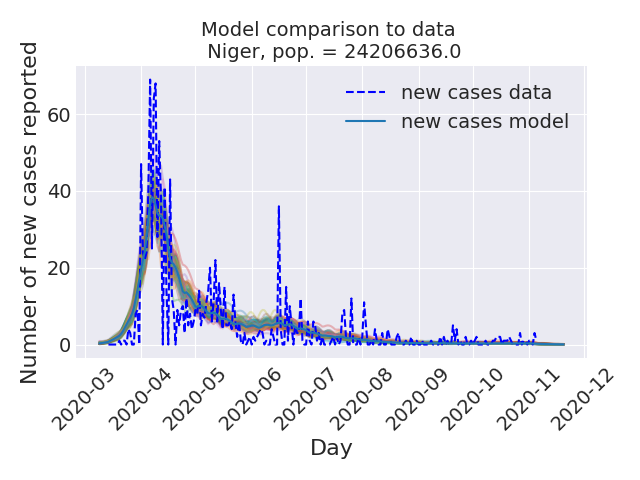 Model comparison to data
Niger, pop. = 24206636.0
Number of new cases reported
60
40
20
0
new cases data
new cases model
2020-03
2020-04
2020-05
2020-06
2020-07
2020-08
2020-09
2020-10
2020-11
2020-12
Day